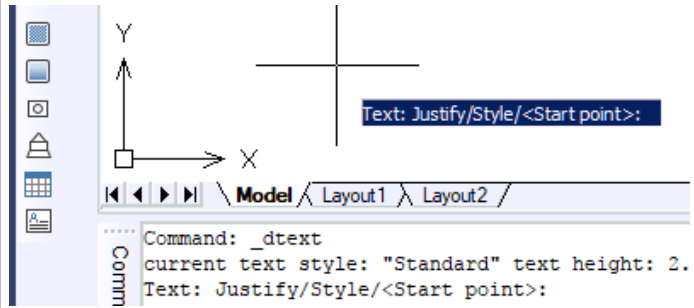 Y
Text: Justify/Style/<Start point>:
X
Model Layout1 Layout2
Command: _dtext
current text style: "Standard" text height: 2.
Text: Justify/Style/<Start point>:
Comm